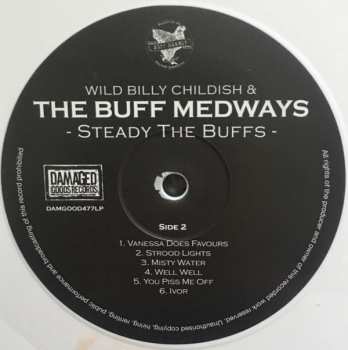 WILD BILLY CHILDISH &
THE BUFF MEDWAYS
- STEADY THE BUFFS -
DAMAGED
GOODS RECORDS
DAMGOOD477LP
SIDE 2
1. VANESSA DOES FAVOURS
2. STROOD LIGHTS
3. MISTY WATER
4. WELL WELL
5. YOU PISS ME OFF
6. IVOR
All rights of the producer and owner of this recorded work reserved. Unauthorised copying, hiring, renting, public performance and broadcasting of this record prohibited